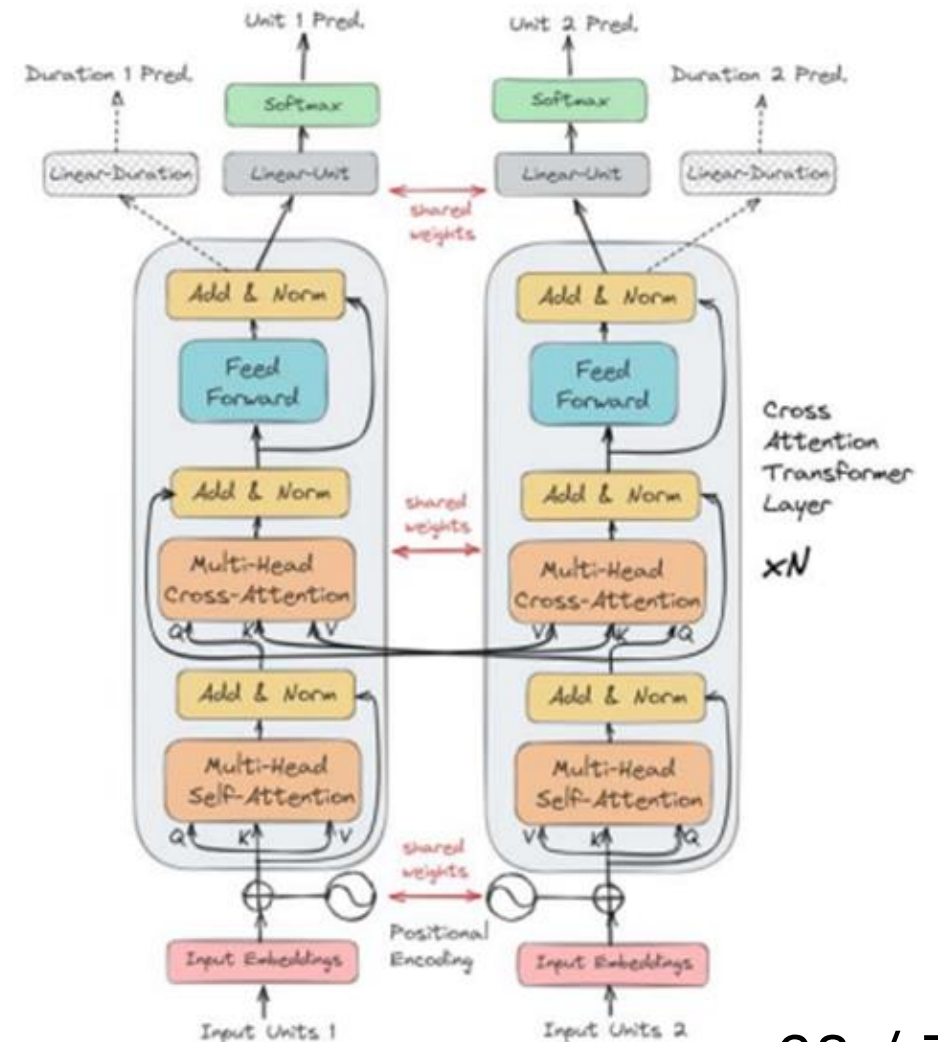 Unit 1 Pred.
Unit 2 Pred.
Duration 1 Pred.
Duration 2 Pred.
Softmax
Softmax
Linear-Duration
Linear-Unit
Linear-Unit
Linear-Duration
shared
weights
Add & Norm
Add & Norm
Feed
Forward
Feed
Forward
Cross
Attention
Transformer
Layer
xN
Add & Norm
Add & Norm
shared
weights
Multi-Head
Cross-Attention
Multi-Head
Cross-Attention
Q K V
V K Q
Add & Norm
Add & Norm
Multi-Head
Self-Attention
Multi-Head
Self-Attention
Q K V
V K Q
shared
weights
Positional
Encoding
Input Embeddings
Input Embeddings
Input Units 1
Input Units 2